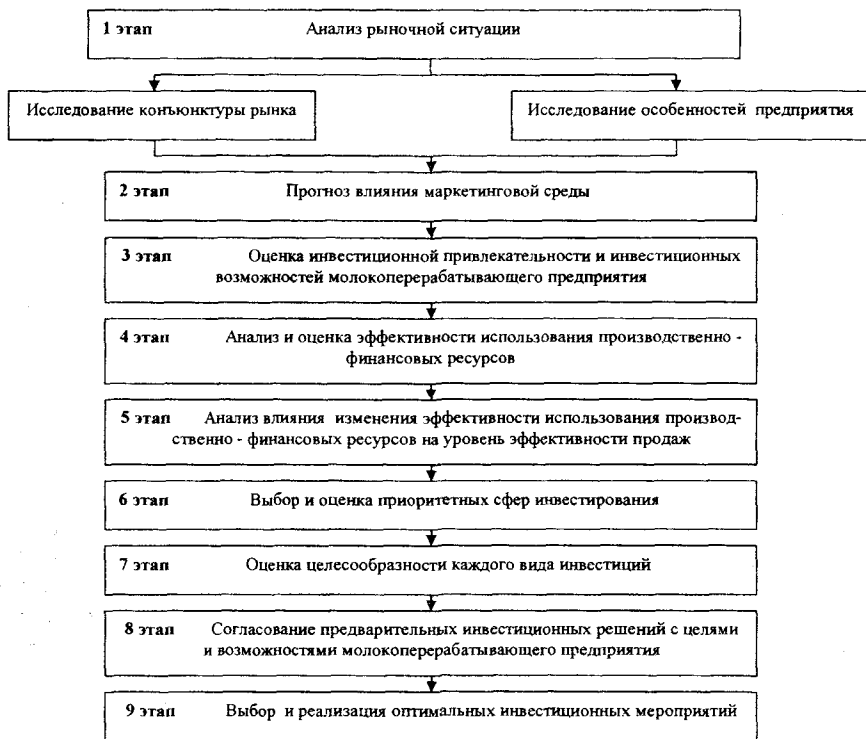 1 этап Анализ рыночной ситуации
Исследование конъюнктуры рынка
Исследование особенностей предприятия
2 этап Прогноз влияния маркетинговой среды
3 этап Оценка инвестиционной привлекательности и инвестиционных
возможностей молокоперерабатывающего предприятия
4 этап Анализ и оценка эффективности использования производственно -
финансовых ресурсов
5 этап Анализ влияния изменения эффективности использования производ-
ственно - финансовых ресурсов на уровень эффективности продаж
6 этап Выбор и оценка приоритетных сфер инвестирования
7 этап Оценка целесообразности каждого вида инвестиций
8 этап Согласование предварительных инвестиционных решений с целями
и возможностями молокоперерабатывающего предприятия
9 этап Выбор и реализация оптимальных инвестиционных мероприятий